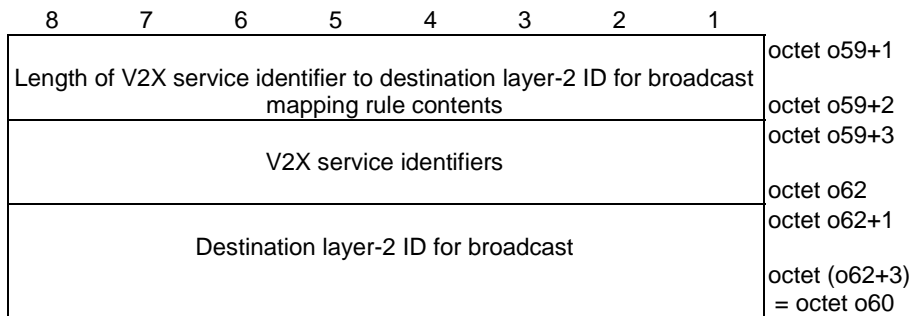 8 7 6 5 4 3 2 1
octet o59+1
Length of V2X service identifier to destination layer-2 ID for broadcast
mapping rule contents
octet o59+2
octet o59+3
V2X service identifiers
octet o62
octet o62+1
Destination layer-2 ID for broadcast
octet (o62+3)
= octet o60